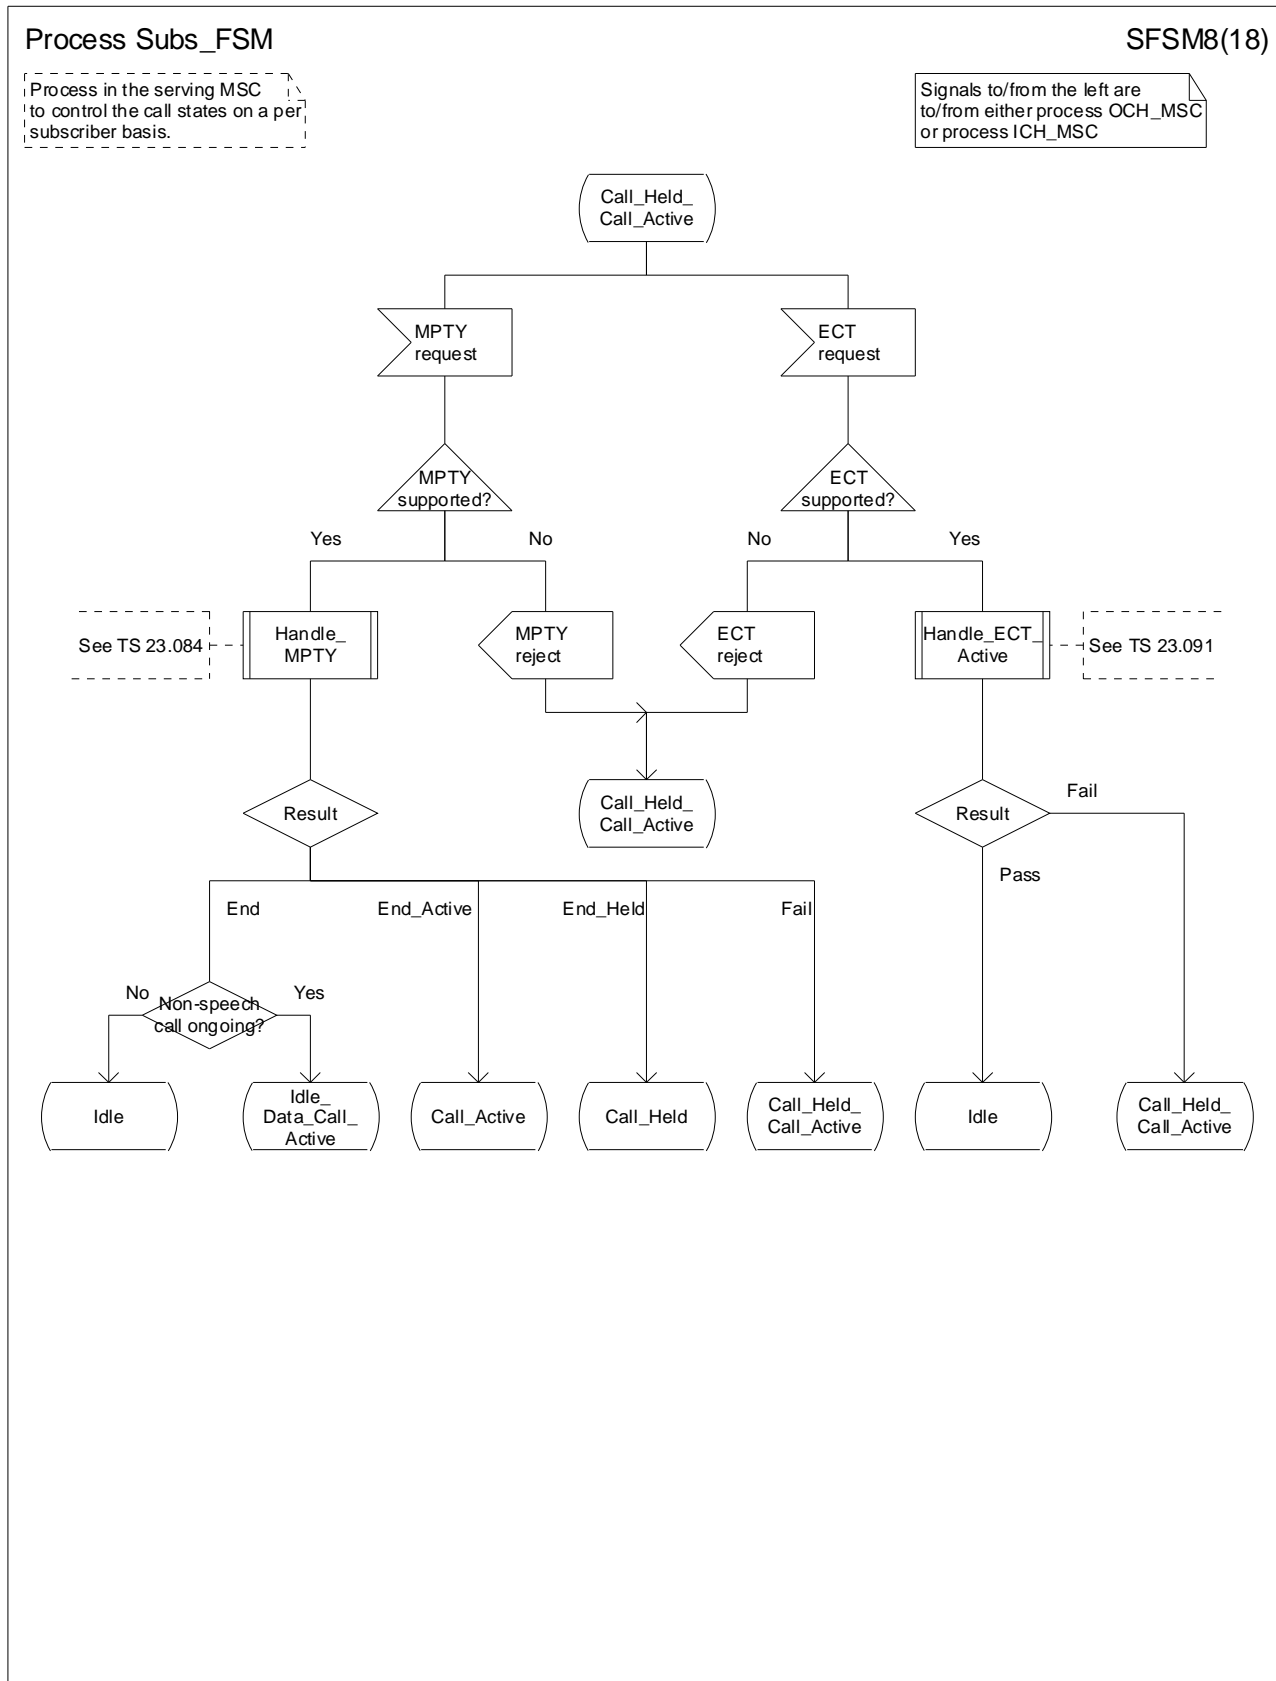 Process Subs_FSM
SFSM8(18)
Process in the serving MSC
to control the call states on a per
subscriber basis.
Signals to/from the left are
to/from either process OCH_MSC
or process ICH_MSC
Call_Held_
Call_Active
MPTY
request
ECT
request
MPTY
supported?
ECT
supported?
Yes
No
No
Yes
See TS 23.084
Handle_
MPTY
MPTY
reject
ECT
reject
Handle_ECT_
Active
See TS 23.091
Result
Call_Held_
Call_Active
Result
Fail
Pass
End
End_Active
End_Held
Fail
No
Non-speech
call ongoing?
Yes
Idle
Idle_
Data_Call_
Active
Call_Active
Call_Held
Call_Held_
Call_Active
Idle
Call_Held_
Call_Active